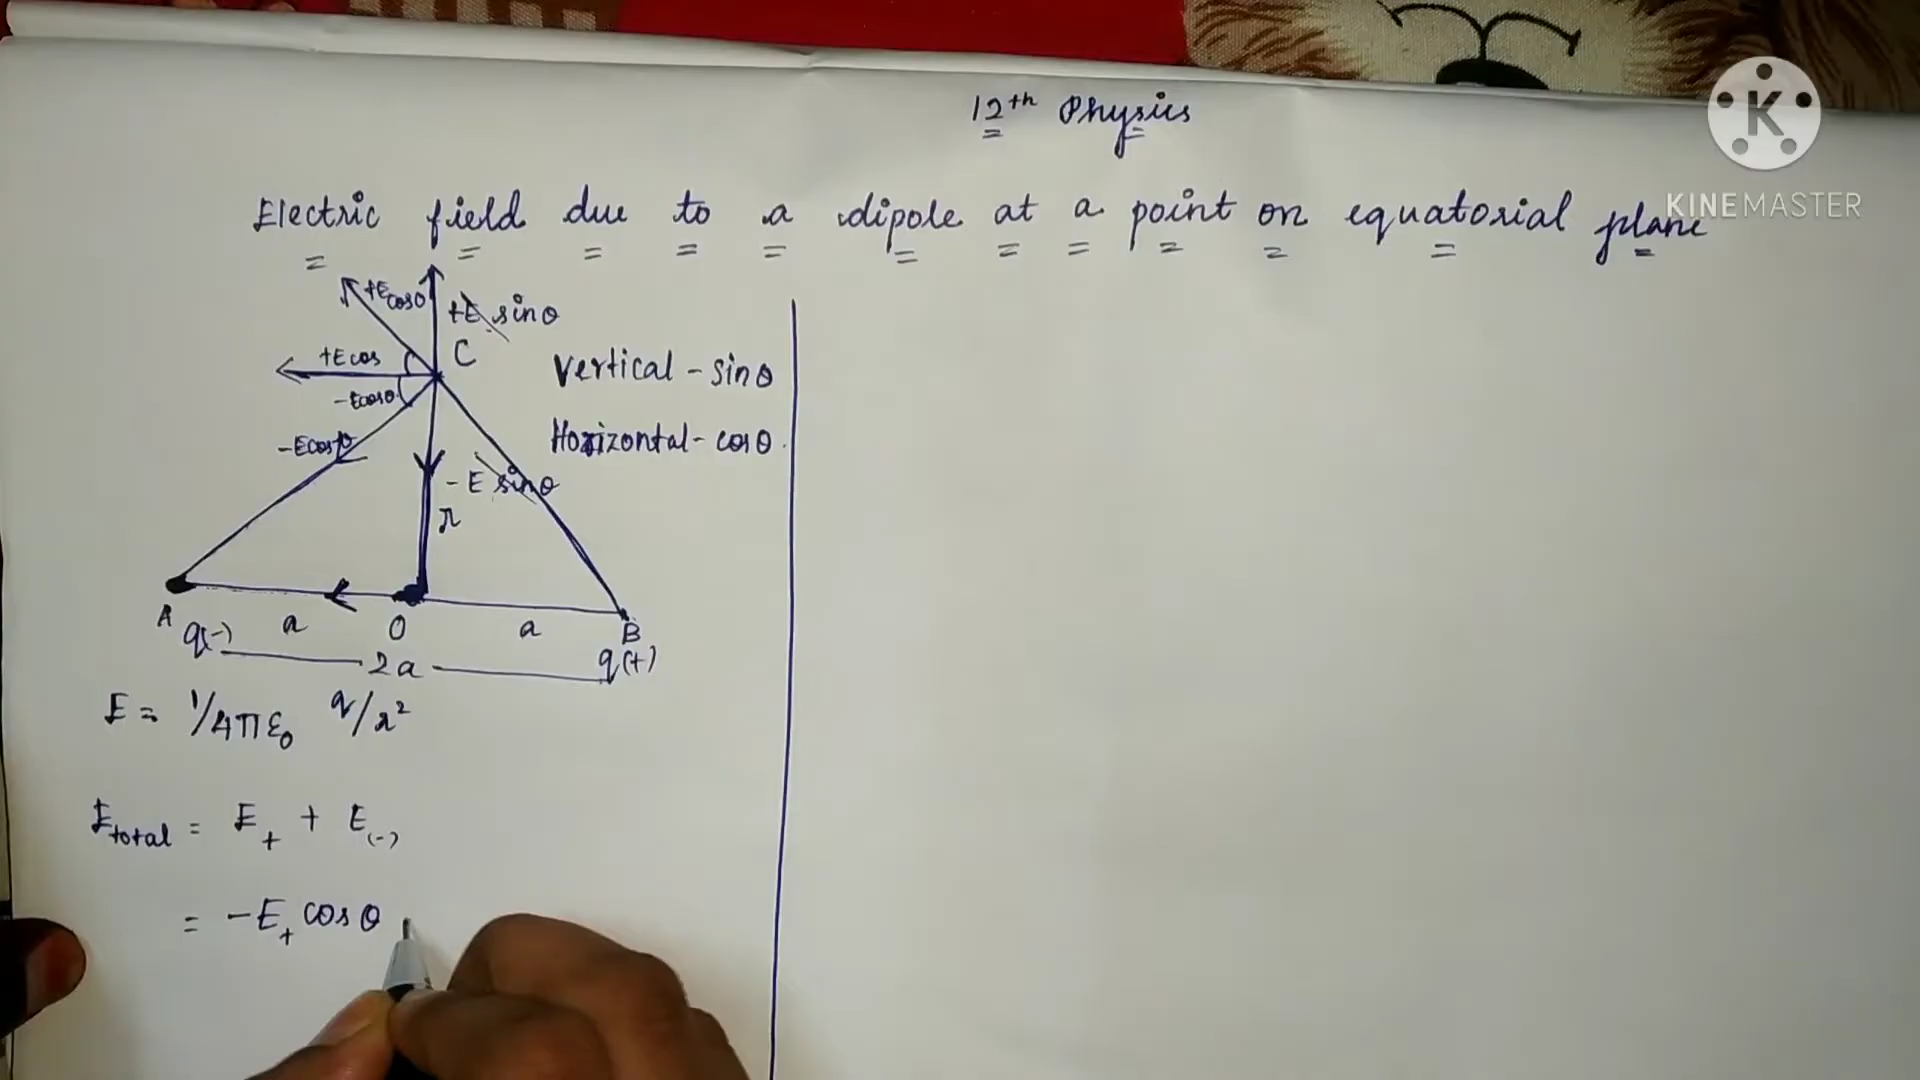 12th Physics
K
KINEMASTER
Electric field due to a dipole at a point on equatorial plane
+E cosθ
+E sinθ
C
+E cos
-E cosθ
Vertical - sinθ
Horizontal - cosθ
-E cosθ
-E sinθ
r
A
a
O
a
B
q(-)
2a
q(+)
E = 1/4πε₀ q/r²
E total = E₊ + E₍₋₎
= -E₊ cosθ